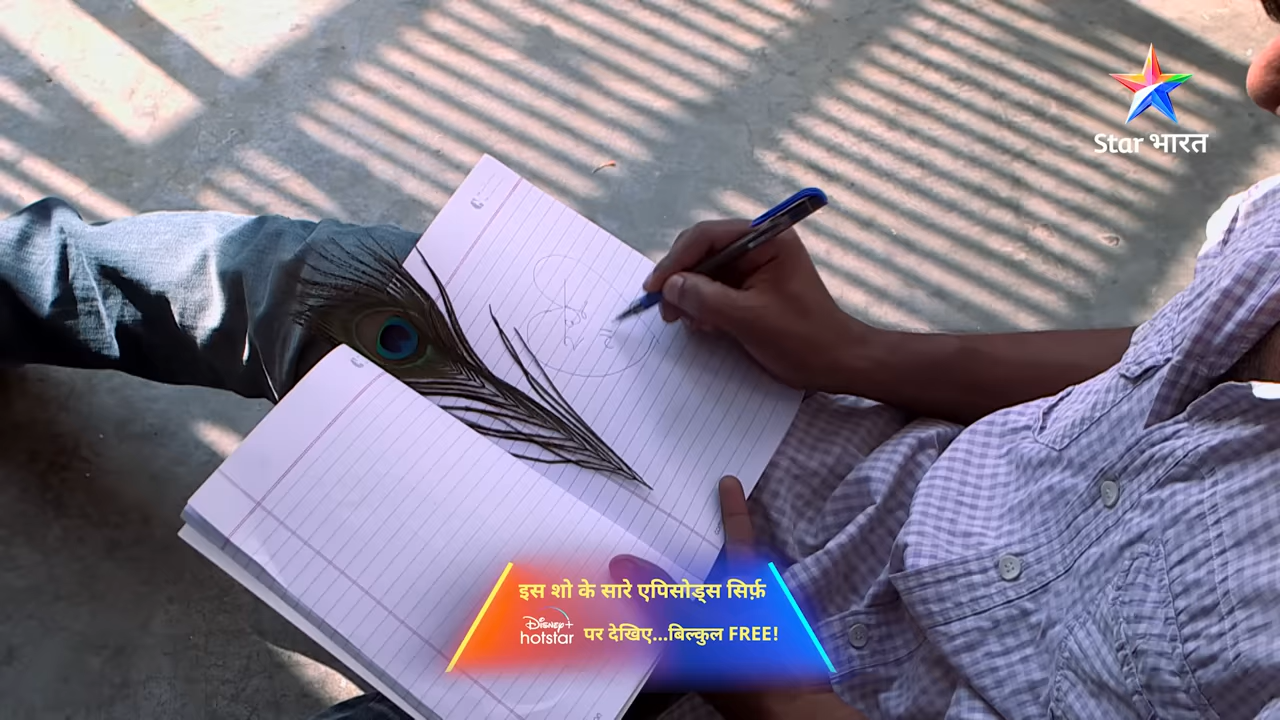 Star भारत
इस शो के सारे एपिसोड्स सिर्फ़
Disney+ hotstar पर देखिए...बिल्कुल FREE!